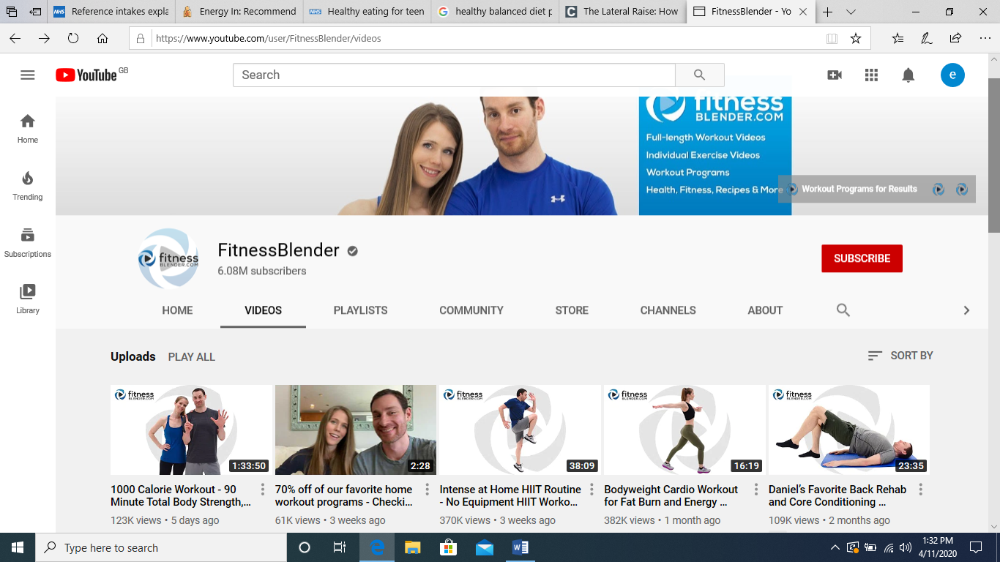 Reference intakes expla
Energy In: Recommend
Healthy eating for teen
healthy balanced diet p
The Lateral Raise: How
FitnessBlender - Yo
https://www.youtube.com/user/FitnessBlender/videos
YouTube GB
Search
e
Home
Trending
Subscriptions
Library
fitness
BLENDER.COM
Full-length Workout Videos
Individual Exercise Videos
Workout Programs
Health, Fitness, Recipes & More
Workout Programs for Results
fitness
BLENDER.COM
FitnessBlender
6.08M subscribers
SUBSCRIBE
HOME VIDEOS PLAYLISTS COMMUNITY STORE CHANNELS ABOUT
Uploads PLAY ALL
SORT BY
fitness
BLENDER.COM
1:33:50
1000 Calorie Workout - 90
Minute Total Body Strength,...
123K views • 5 days ago
2:28
70% off of our favorite home
workout programs - Checki...
61K views • 3 weeks ago
fitness
BLENDER.COM
38:09
Intense at Home HIIT Routine
- No Equipment HIIT Worko...
370K views • 3 weeks ago
fitness
BLENDER.COM
16:19
Bodyweight Cardio Workout
for Fat Burn and Energy ...
382K views • 1 month ago
fitness
BLENDER.COM
23:35
Daniel's Favorite Back Rehab
and Core Conditioning ...
109K views • 2 months ago
Type here to search
1:32 PM
4/11/2020